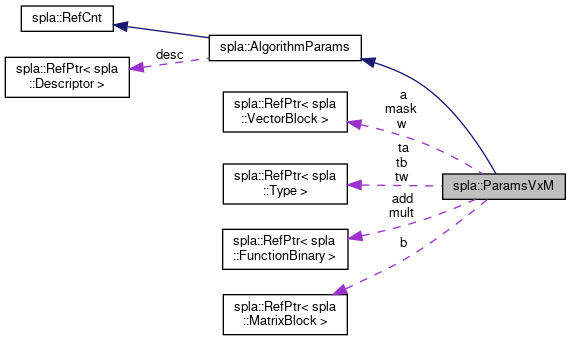 spla::RefCnt
spla::AlgorithmParams
desc
spla::RefPtr< spla
::Descriptor >
spla::RefPtr< spla
::VectorBlock >
a
mask
w
spla::RefPtr< spla
::Type >
ta
tb
tw
spla::ParamsVxM
add
mult
spla::RefPtr< spla
::FunctionBinary >
b
spla::RefPtr< spla
::MatrixBlock >